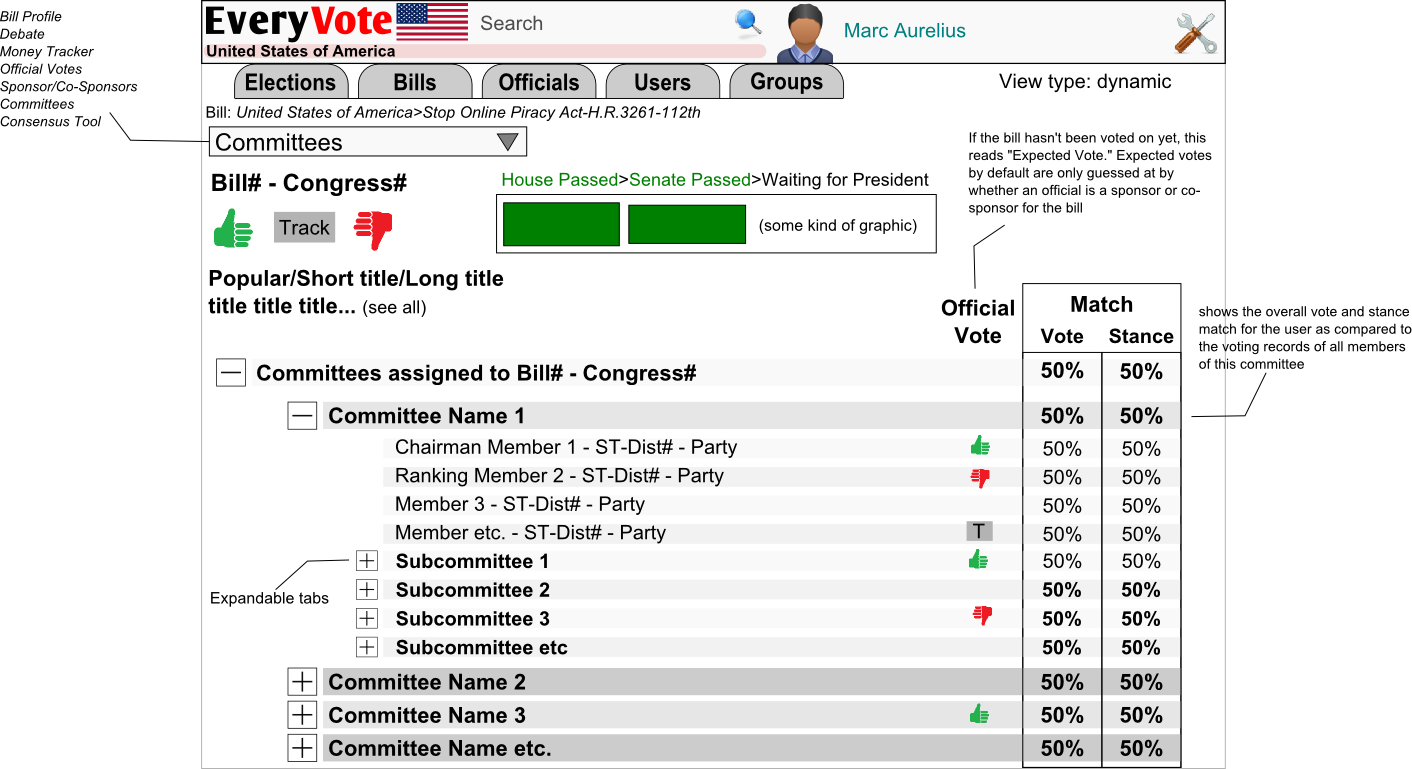 Bill Profile
Debate
Money Tracker
Official Votes
Sponsor/Co-Sponsors
Committees
Consensus Tool
EveryVote
Search
Marc Aurelius
United States of America
Elections
Bills
Officials
Users
Groups
View type: dynamic
Bill: United States of America>Stop Online Piracy Act-H.R.3261-112th
Committees
If the bill hasn't been voted on yet, this
reads "Expected Vote." Expected votes
by default are only guessed at by
whether an official is a sponsor or co-
sponsor for the bill
Bill# - Congress#
House Passed>Senate Passed>Waiting for President
Track
(some kind of graphic)
Popular/Short title/Long title
title title title... (see all)
Official
Vote
Match
Vote Stance
shows the overall vote and stance
match for the user as compared to
the voting records of all members
of this committee
Committees assigned to Bill# - Congress# 50% 50%
Committee Name 1 50% 50%
Chairman Member 1 - ST-Dist# - Party 50% 50%
Ranking Member 2 - ST-Dist# - Party 50% 50%
Member 3 - ST-Dist# - Party 50% 50%
Member etc. - ST-Dist# - Party T 50% 50%
Subcommittee 1 50% 50%
Subcommittee 2 50% 50%
Expandable tabs
Subcommittee 3 50% 50%
Subcommittee etc 50% 50%
Committee Name 2 50% 50%
Committee Name 3 50% 50%
Committee Name etc. 50% 50%